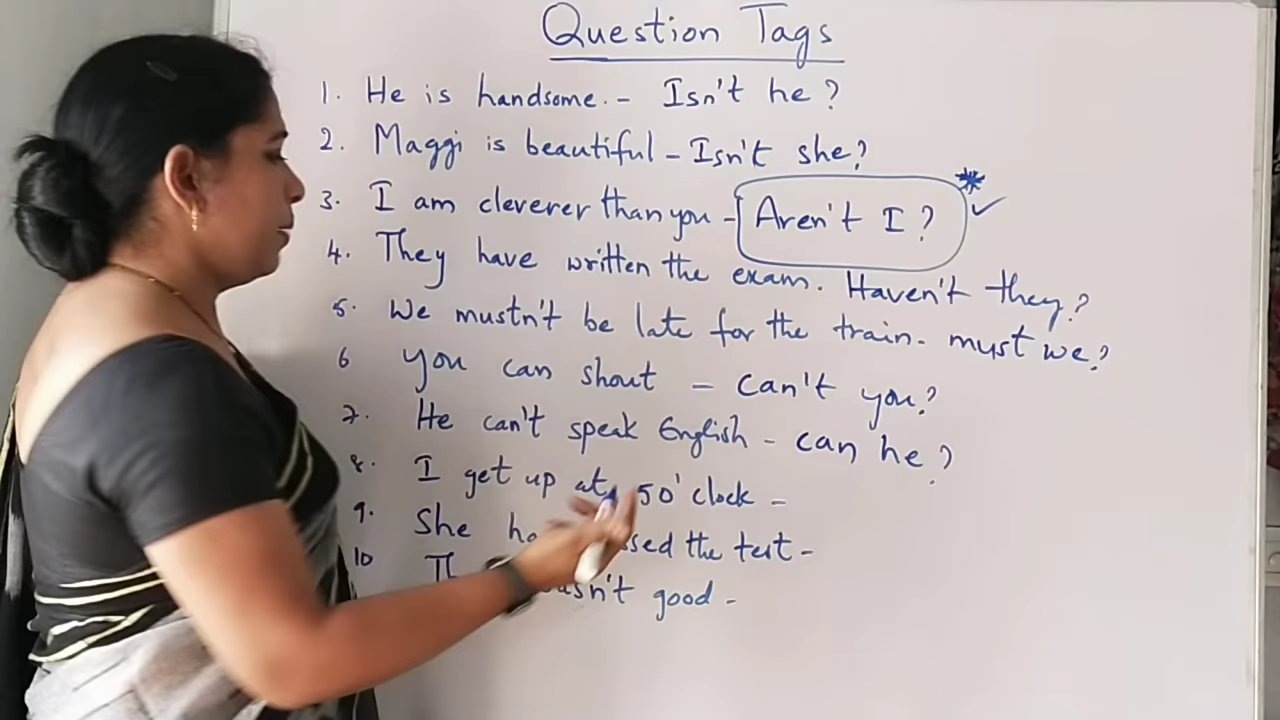 Question Tags
1. He is handsome. - Isn't he?
2. Maggi is beautiful - Isn't she?
3. I am cleverer than you - Aren't I?
4. They have written the exam. Haven't they?
5. We mustn't be late for the train. must we?
6 you can shout - can't you?
7. He can't speak English - can he?
8. I get up at 50'clock -
9. She the test -
10 good -